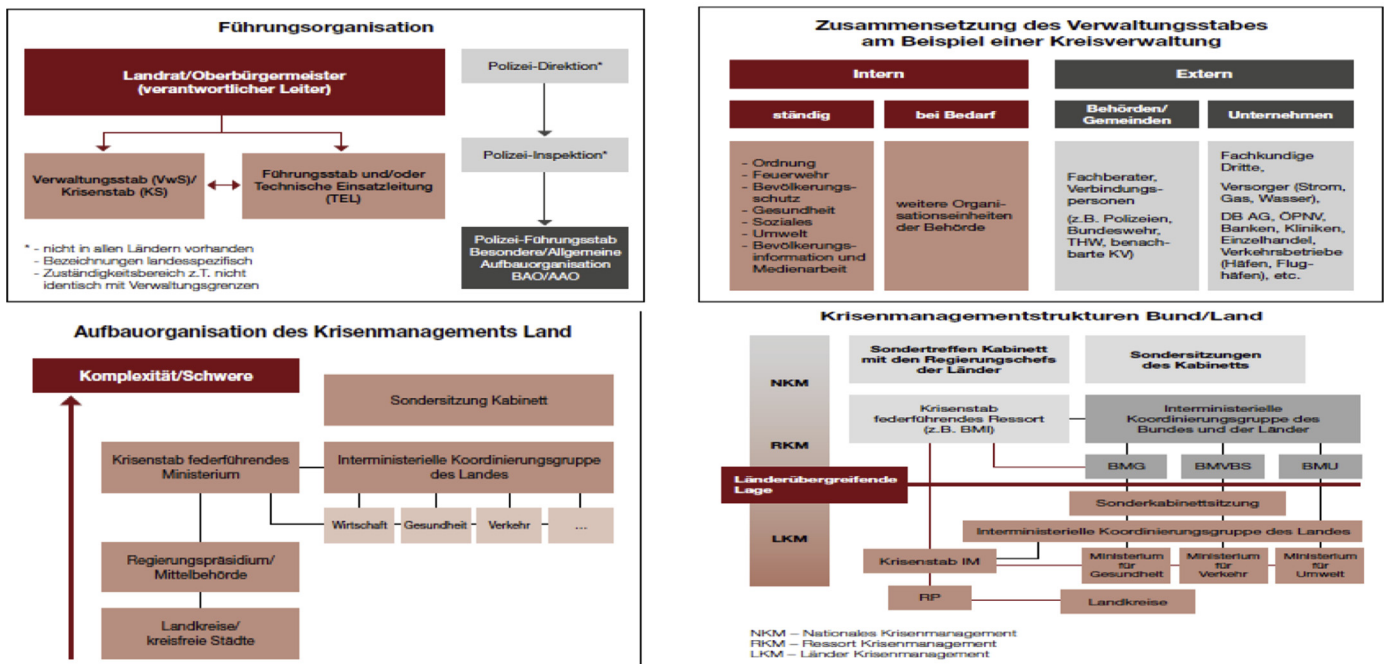 Führungsorganisation
Landrat/Oberbürgermeister
(verantwortlicher Leiter)
Verwaltungsstab (VwS)/
Krisenstab (KS)
Führungsstab und/oder
Technische Einsatzleitung
(TEL)
Polizei-Direktion*
Polizei-Inspektion*
Polizei-Führungsstab
Besondere/Allgemeine
Aufbauorganisation
BAO/AAO
* - nicht in allen Ländern vorhanden
- Bezeichnungen landesspezifisch
- Zuständigkeitsbereich z.T. nicht
identisch mit Verwaltungsgrenzen
Zusammensetzung des Verwaltungsstabes
am Beispiel einer Kreisverwaltung
Intern
Extern
ständig
bei Bedarf
Behörden/
Gemeinden
Unternehmen
- Ordnung
- Feuerwehr
- Bevölkerungs-
schutz
- Gesundheit
- Soziales
- Umwelt
- Bevölkerungs-
information und
Medienarbeit
weitere Organi-
sationseinheiten
der Behörde
Fachberater,
Verbindungs-
personen
(z.B. Polizeien,
Bundeswehr,
THW, benach-
barte KV)
Fachkundige
Dritte,
Versorger (Strom,
Gas, Wasser),
DB AG, ÖPNV,
Banken, Kliniken,
Einzelhandel,
Verkehrsbetriebe
(Häfen, Flug-
häfen), etc.
Aufbauorganisation des Krisenmanagements Land
Komplexität/Schwere
Sondersitzung Kabinett
Krisenstab federführendes
Ministerium
Interministerielle Koordinierungsgruppe
des Landes
Wirtschaft
Gesundheit
Verkehr
...
Regierungspräsidium/
Mittelbehörde
Landkreise/
kreisfreie Städte
Krisenmanagementstrukturen Bund/Land
NKM
RKM
LKM
Sondertreffen Kabinett
mit den Regierungschefs
der Länder
Sondersitzungen
des Kabinetts
Krisenstab
federführendes Ressort
(z.B. BMI)
Interministerielle
Koordinierungsgruppe des
Bundes und der Länder
BMG
BMVBS
BMU
Länderübergreifende
Lage
Sonderkabinettsitzung
Interministerielle Koordinierungsgruppe des Landes
Krisenstab IM
Ministerium
für
Gesundheit
Ministerium
für
Verkehr
Ministerium
für
Umwelt
RP
Landkreise
NKM – Nationales Krisenmanagement
RKM – Ressort Krisenmanagement
LKM – Länder Krisenmanagement